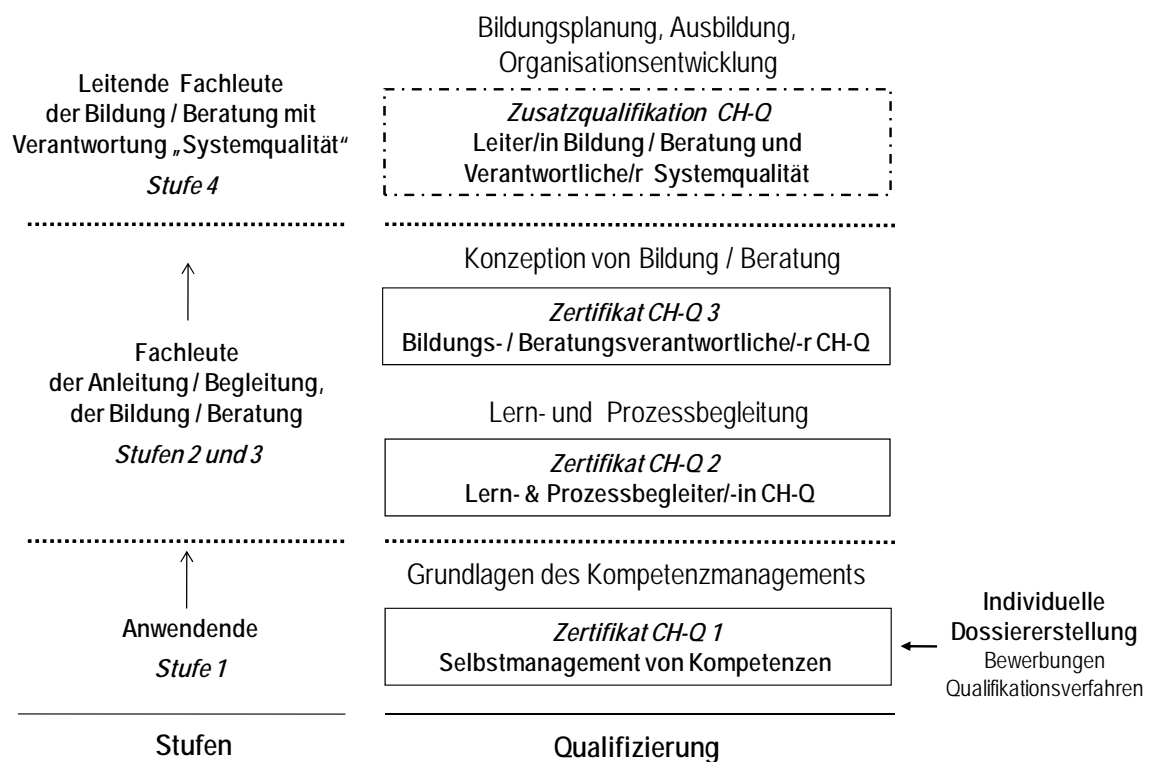 Bildungsplanung, Ausbildung,
Organisationsentwicklung
Leitende Fachleute
der Bildung / Beratung mit
Verantwortung „Systemqualität“
Stufe 4
Zusatzqualifikation CH-Q
Leiter/in Bildung / Beratung und
Verantwortliche/r Systemqualität
Konzeption von Bildung / Beratung
Zertifikat CH-Q 3
Bildungs- / Beratungsverantwortliche/-r CH-Q
Fachleute
der Anleitung / Begleitung,
der Bildung / Beratung
Stufen 2 und 3
Lern- und Prozessbegleitung
Zertifikat CH-Q 2
Lern- & Prozessbegleiter/-in CH-Q
Grundlagen des Kompetenzmanagements
Anwendende
Stufe 1
Zertifikat CH-Q 1
Selbstmanagement von Kompetenzen
Individuelle
Dossiererstellung
Bewerbungen
Qualifikationsverfahren
Stufen
Qualifizierung